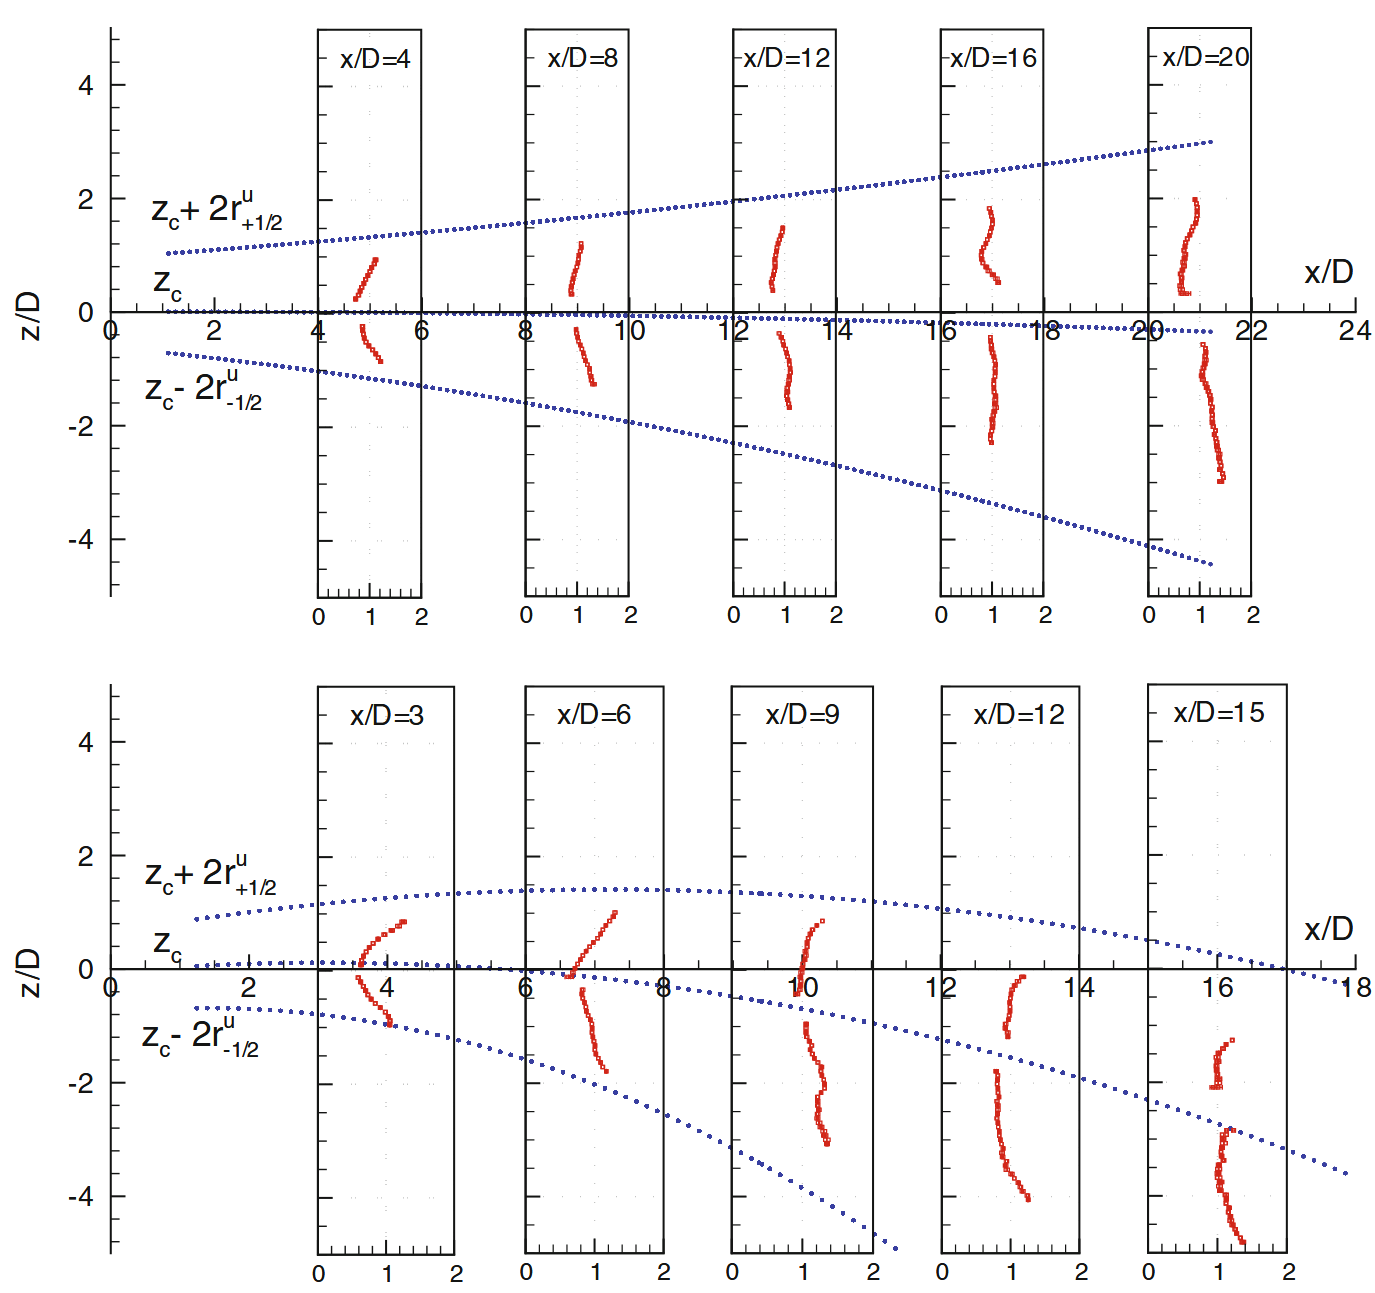 x/D=4 x/D=8 x/D=12 x/D=16 x/D=20
4
2
z_c + 2r^u_{+1/2}
z_c
x/D
z/D
0
0 2 4 6 8 10 12 14 16 18 20 22 24
z_c - 2r^u_{-1/2}
-2
-4
0 1 2 0 1 2 0 1 2 0 1 2 0 1 2
x/D=3 x/D=6 x/D=9 x/D=12 x/D=15
4
2
z_c + 2r^u_{+1/2}
z_c
x/D
z/D
0
0 2 4 6 8 10 12 14 16 18
z_c - 2r^u_{-1/2}
-2
-4
0 1 2 0 1 2 0 1 2 0 1 2 0 1 2